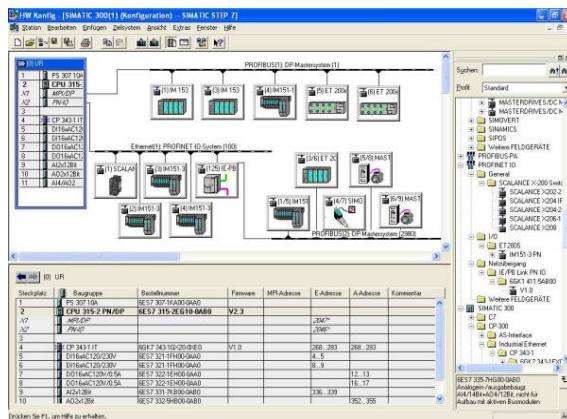 HW Konfig - [SIMATIC 300(1) (Konfiguration) -- SIMATIC STEP 7]
Station Bearbeiten Einfügen Zielsystem Ansicht Extras Fenster Hilfe
(0) UR
1 PS 307 10A
2 CPU 315-
X1 MPI/DP
X2 PN-IO
3
4 CP 343-1 IT
5 DI16xAC12
6 DI16xAC12
7 DO16xAC1
8 DO16xAC1
9 AI2x12Bit
10 AO2x12Bit
11 AI4/AO2
PROFIBUS(1): DP-Mastersystem (1)
(1) IM 153
(3) IM 153
(4) IM151-1
(5) ET 200
(6) ET 200
Ethernet(1): PROFINET-IO-System (100)
(1) SCALAN
(3) IM151-3
(125) IE-PB
(2) IM151-3
(4) IM151-3
(3/6) ET 2C
(5/8) MAST
(1/5) IM151
(4/7) SIMO
(6/9) MAST
PROFIBUS(2): DP-Mastersystem (2980)
Suchen:
Profil: Standard
MASTERDRIVES/DC M
MASTERDRIVES/DC M
SIMOVERT
SINAMICS
SIPOS
Weitere FELDGERÄTE
PROFIBUS-PA
PROFINET IO
General
SCALANCE X-200 Switc
SCALANCE X202-2
SCALANCE X204 IF
SCALANCE X204-2
SCALANCE X206-1
SCALANCE X208
I/O
ET200S
IM151-3 PN
Netzübergang
IE/PB Link PN IO
6GK1 411-5AB00
V1.0
Weitere FELDGERÄTE
SIMATIC 300
C7
CP-300
AS-Interface
Industrial Ethernet
CP 343-1
6GK7 343-1EX
6ES7 335-7HG00-0AB0
Analogein-/ausgabebaugr.
AI4/14Bit+AO4/12Bit, nicht für
Aufbau mit aktiven Busmodulen
(0) UR
Steckplatz Baugruppe Bestellnummer Firmware MPI-Adresse E-Adresse A-Adresse Kommentar
1 PS 307 10A 6ES7 307-1KA00-0AA0
2 CPU 315-2 PN/DP 6ES7 315-2EG10-0AB0 V2.3
X1 MPI/DP 2047*
X2 PN-IO 2046*
3
4 CP 343-1 IT 6GK7 343-1GX20-0XE0 V1.0 268...283 268...283
5 DI16xAC120/230V 6ES7 321-1FH00-0AA0 4...5
6 DI16xAC120/230V 6ES7 321-1FH00-0AA0 8...9
7 DO16xAC120V/0.5A 6ES7 322-1EH00-0AA0 12...13
8 DO16xAC120V/0.5A 6ES7 322-1EH00-0AA0 16...17
9 AI2x12Bit 6ES7 331-7KB00-0AB0 336...339
10 AO2x12Bit 6ES7 332-5HB00-0AB0 352...355
Drücken Sie F1, um Hilfe zu erhalten.